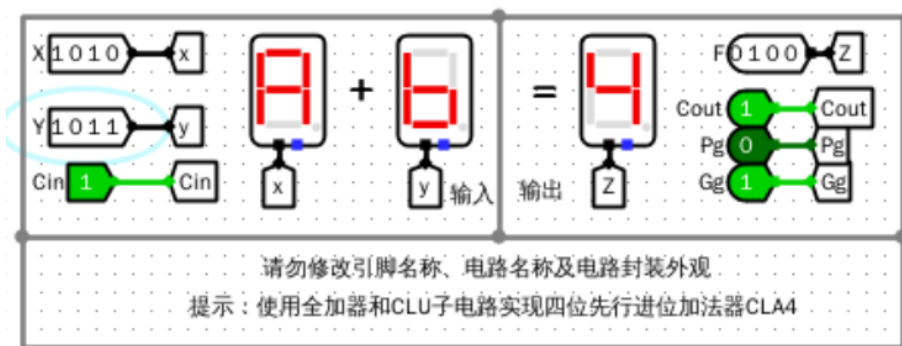 X 1010 x
+
=
F 0100 Z
Y 1011 y
Cout 1 Cout
Pg 0 Pg
Cin 1 Cin
x
y
输入
输出
Z
Gg 1 Gg
请勿修改引脚名称、电路名称及电路封装外观
提示：使用全加器和CLU子电路实现四位先行进位加法器CLA4